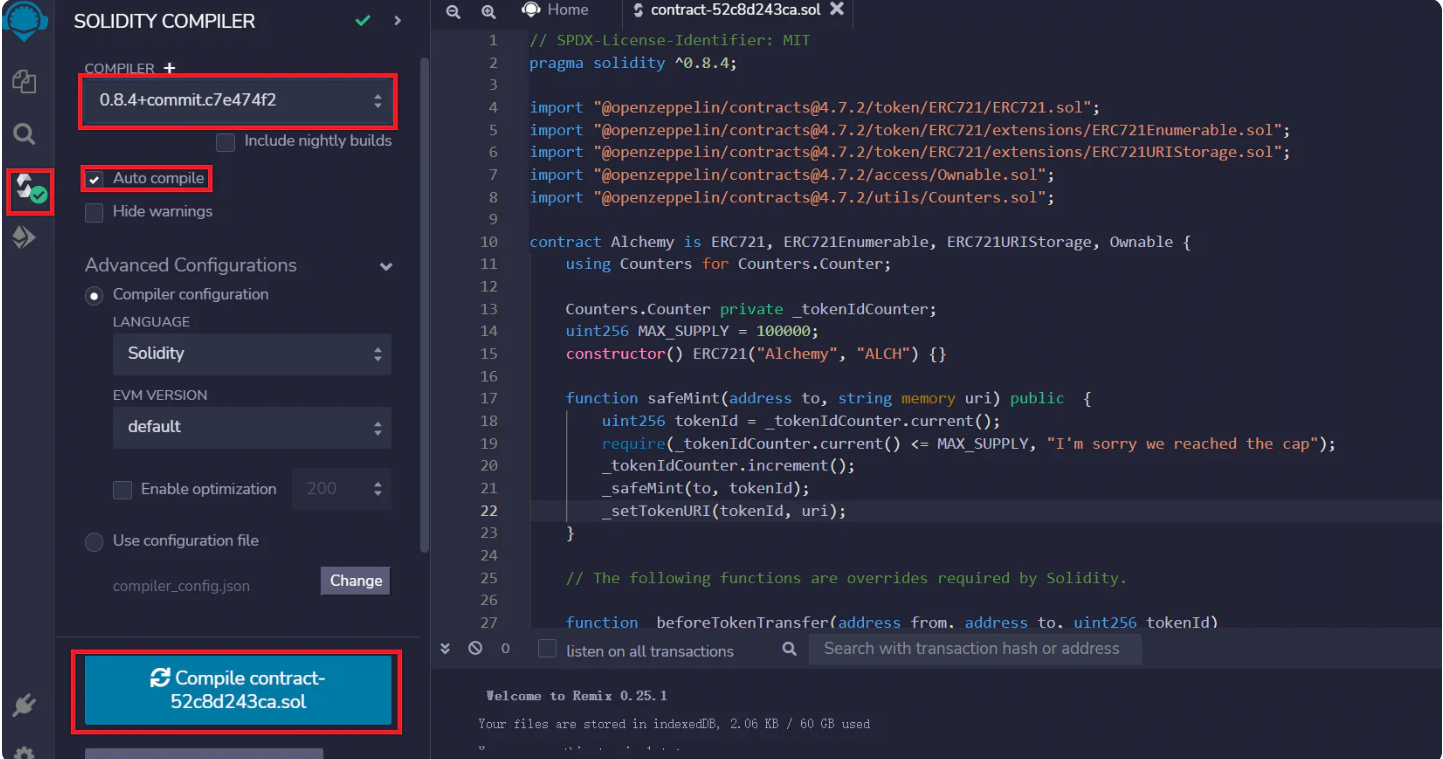 SOLIDITY COMPILER
COMPILER +
0.8.4+commit.c7e474f2
Include nightly builds
Auto compile
Hide warnings
Advanced Configurations
Compiler configuration
LANGUAGE
Solidity
EVM VERSION
default
Enable optimization
200
Use configuration file
compiler_config.json
Change
Compile contract-
52c8d243ca.sol
Home
contract-52c8d243ca.sol
1 // SPDX-License-Identifier: MIT
2 pragma solidity ^0.8.4;
3
4 import "@openzeppelin/contracts@4.7.2/token/ERC721/ERC721.sol";
5 import "@openzeppelin/contracts@4.7.2/token/ERC721/extensions/ERC721Enumerable.sol";
6 import "@openzeppelin/contracts@4.7.2/token/ERC721/extensions/ERC721URIStorage.sol";
7 import "@openzeppelin/contracts@4.7.2/access/Ownable.sol";
8 import "@openzeppelin/contracts@4.7.2/utils/Counters.sol";
9
10 contract Alchemy is ERC721, ERC721Enumerable, ERC721URIStorage, Ownable {
11 using Counters for Counters.Counter;
12
13 Counters.Counter private _tokenIdCounter;
14 uint256 MAX_SUPPLY = 100000;
15 constructor() ERC721("Alchemy", "ALCH") {}
16
17 function safeMint(address to, string memory uri) public {
18 uint256 tokenId = _tokenIdCounter.current();
19 require(_tokenIdCounter.current() <= MAX_SUPPLY, "I'm sorry we reached the cap");
20 _tokenIdCounter.increment();
21 _safeMint(to, tokenId);
22 _setTokenURI(tokenId, uri);
23 }
24
25 // The following functions are overrides required by Solidity.
26
27 function _beforeTokenTransfer(address from, address to, uint256 tokenId)
0
listen on all transactions
Search with transaction hash or address
Welcome to Remix 0.25.1
Your files are stored in indexedDB, 2.06 KB / 60 GB used